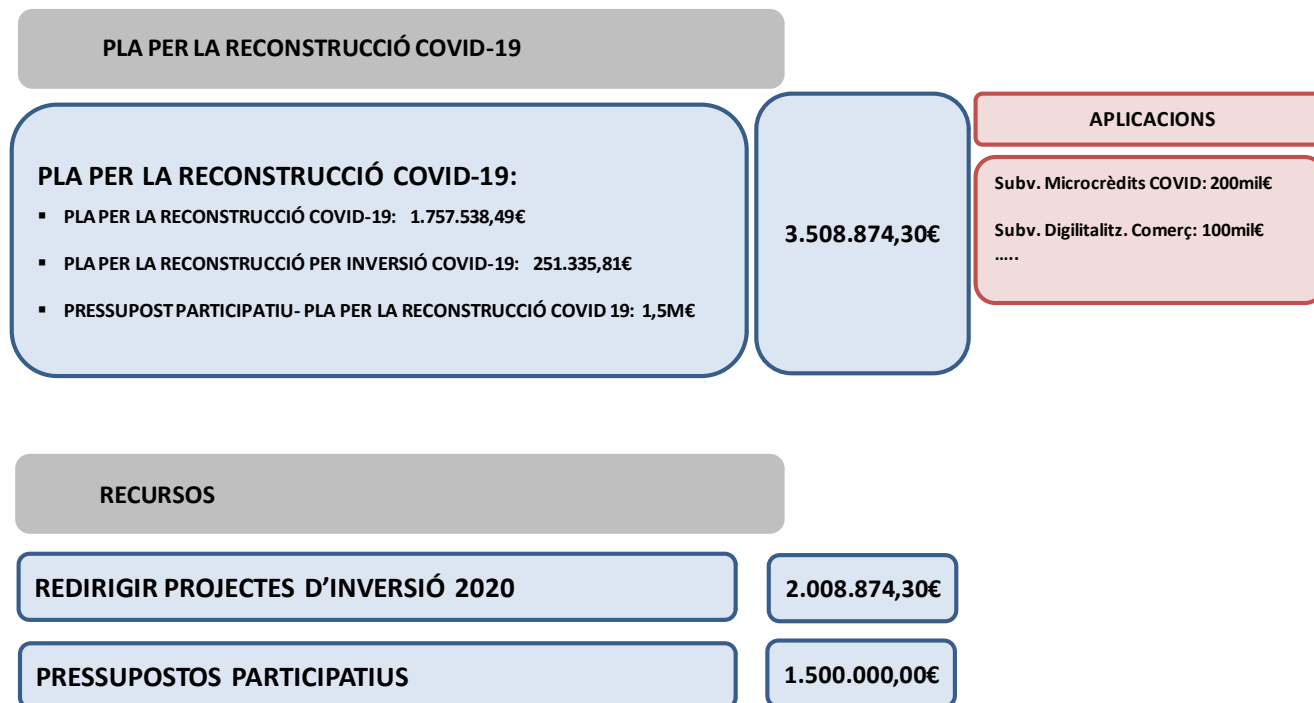 PLA PER LA RECONSTRUCCIÓ COVID-19
PLA PER LA RECONSTRUCCIÓ COVID-19:
▪ PLA PER LA RECONSTRUCCIÓ COVID-19: 1.757.538,49€
▪ PLA PER LA RECONSTRUCCIÓ PER INVERSIÓ COVID-19: 251.335,81€
▪ PRESSUPOST PARTICIPATIU- PLA PER LA RECONSTRUCCIÓ COVID 19: 1,5M€
3.508.874,30€
APLICACIONS
Subv. Microcrèdits COVID: 200mil€
Subv. Digilitalitz. Comerç: 100mil€
.....
RECURSOS
REDIRIGIR PROJECTES D'INVERSIÓ 2020
2.008.874,30€
PRESSUPOSTOS PARTICIPATIUS
1.500.000,00€